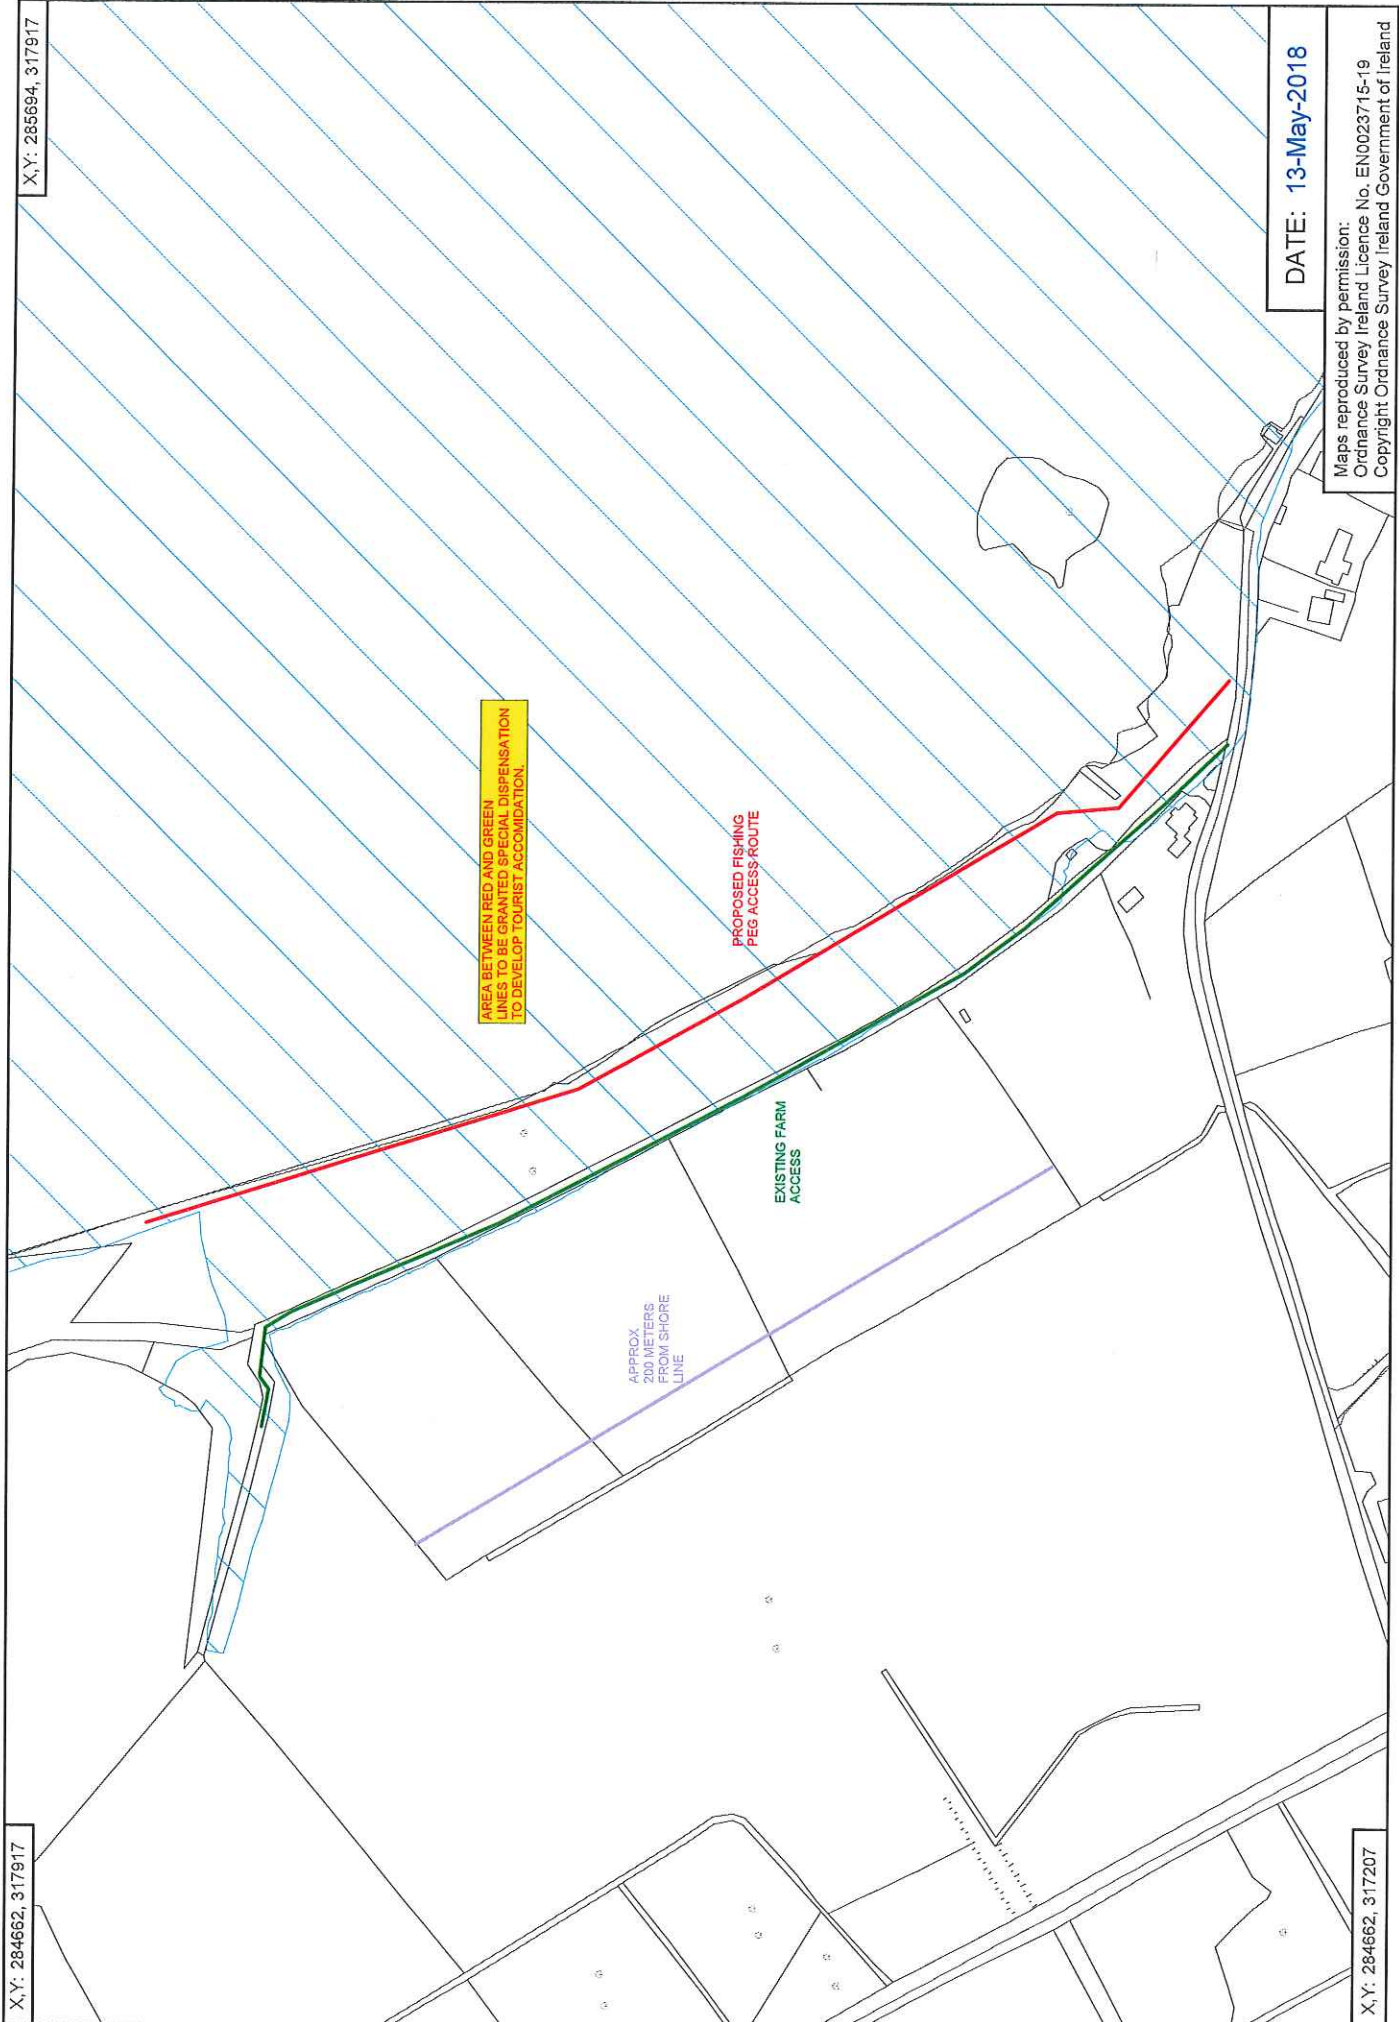 X,Y: 284662, 317917
X,Y: 285694, 317917
AREA BETWEEN RED AND GREEN
LINES TO BE GRANTED SPECIAL DISPENSATION
TO DEVELOP TOURIST ACCOMIDATION.
APPROX
200 METERS
FROM SHORE
LINE
PROPOSED FISHING
PEG ACCESS ROUTE
EXISTING FARM
ACCESS
DATE: 13-May-2018
X,Y: 284662, 317207
Maps reproduced by permission:
Ordnance Survey Ireland Licence No. EN0023715-19
Copyright Ordnance Survey Ireland Government of Ireland